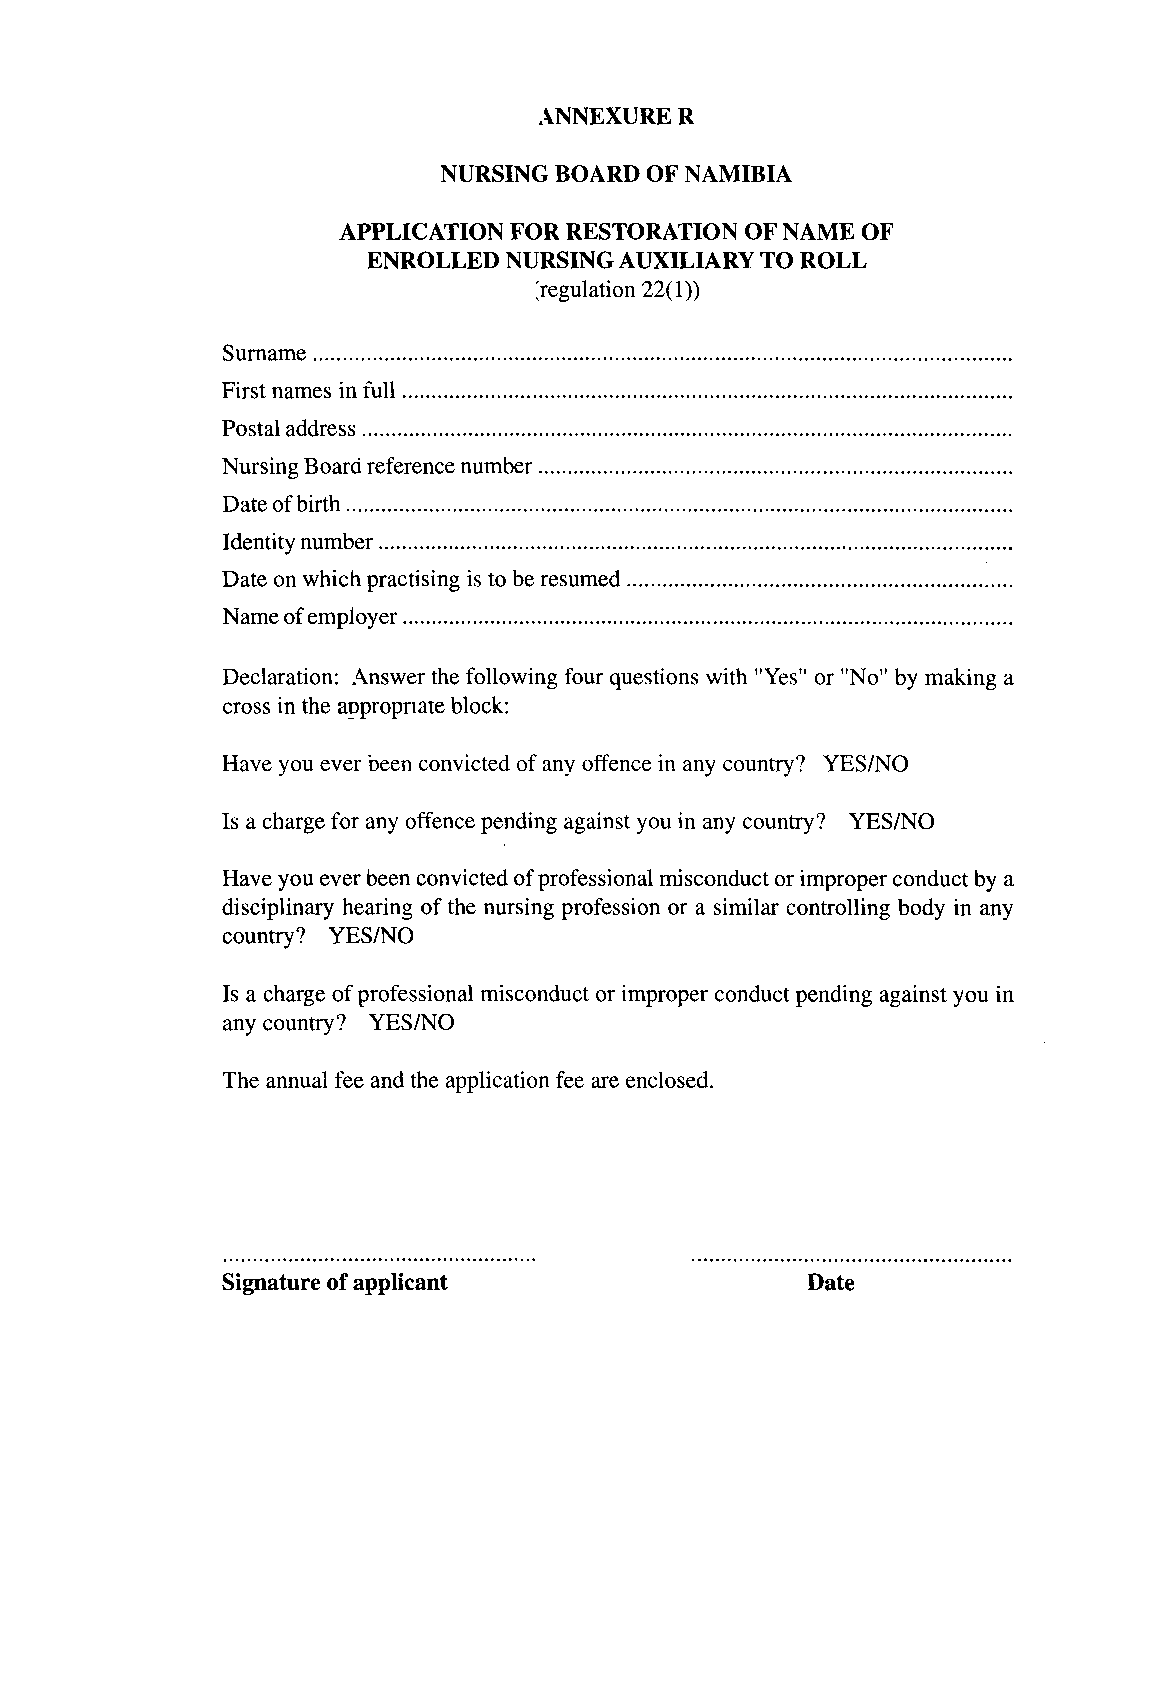 ANNEXURE R
NURSING BOARD OF NAMIBIA
APPLICATION FOR RESTORATION OF NAME OF
ENROLLED NURSING AUXILIARY TO ROLL
(regulation 22(1))
Surname ........................................................................................................................
First names in full .........................................................................................................
Postal address ................................................................................................................
Nursing Board reference number .................................................................................
Date of birth ..................................................................................................................
Identity number .............................................................................................................
Date on which practising is to be resumed ..................................................................
Name of employer .........................................................................................................
Declaration: Answer the following four questions with "Yes" or "No" by making a
cross in the appropriate block:
Have you ever been convicted of any offence in any country? YES/NO
Is a charge for any offence pending against you in any country? YES/NO
Have you ever been convicted of professional misconduct or improper conduct by a
disciplinary hearing of the nursing profession or a similar controlling body in any
country? YES/NO
Is a charge of professional misconduct or improper conduct pending against you in
any country? YES/NO
The annual fee and the application fee are enclosed.
..................................................... ......................................................
Signature of applicant Date